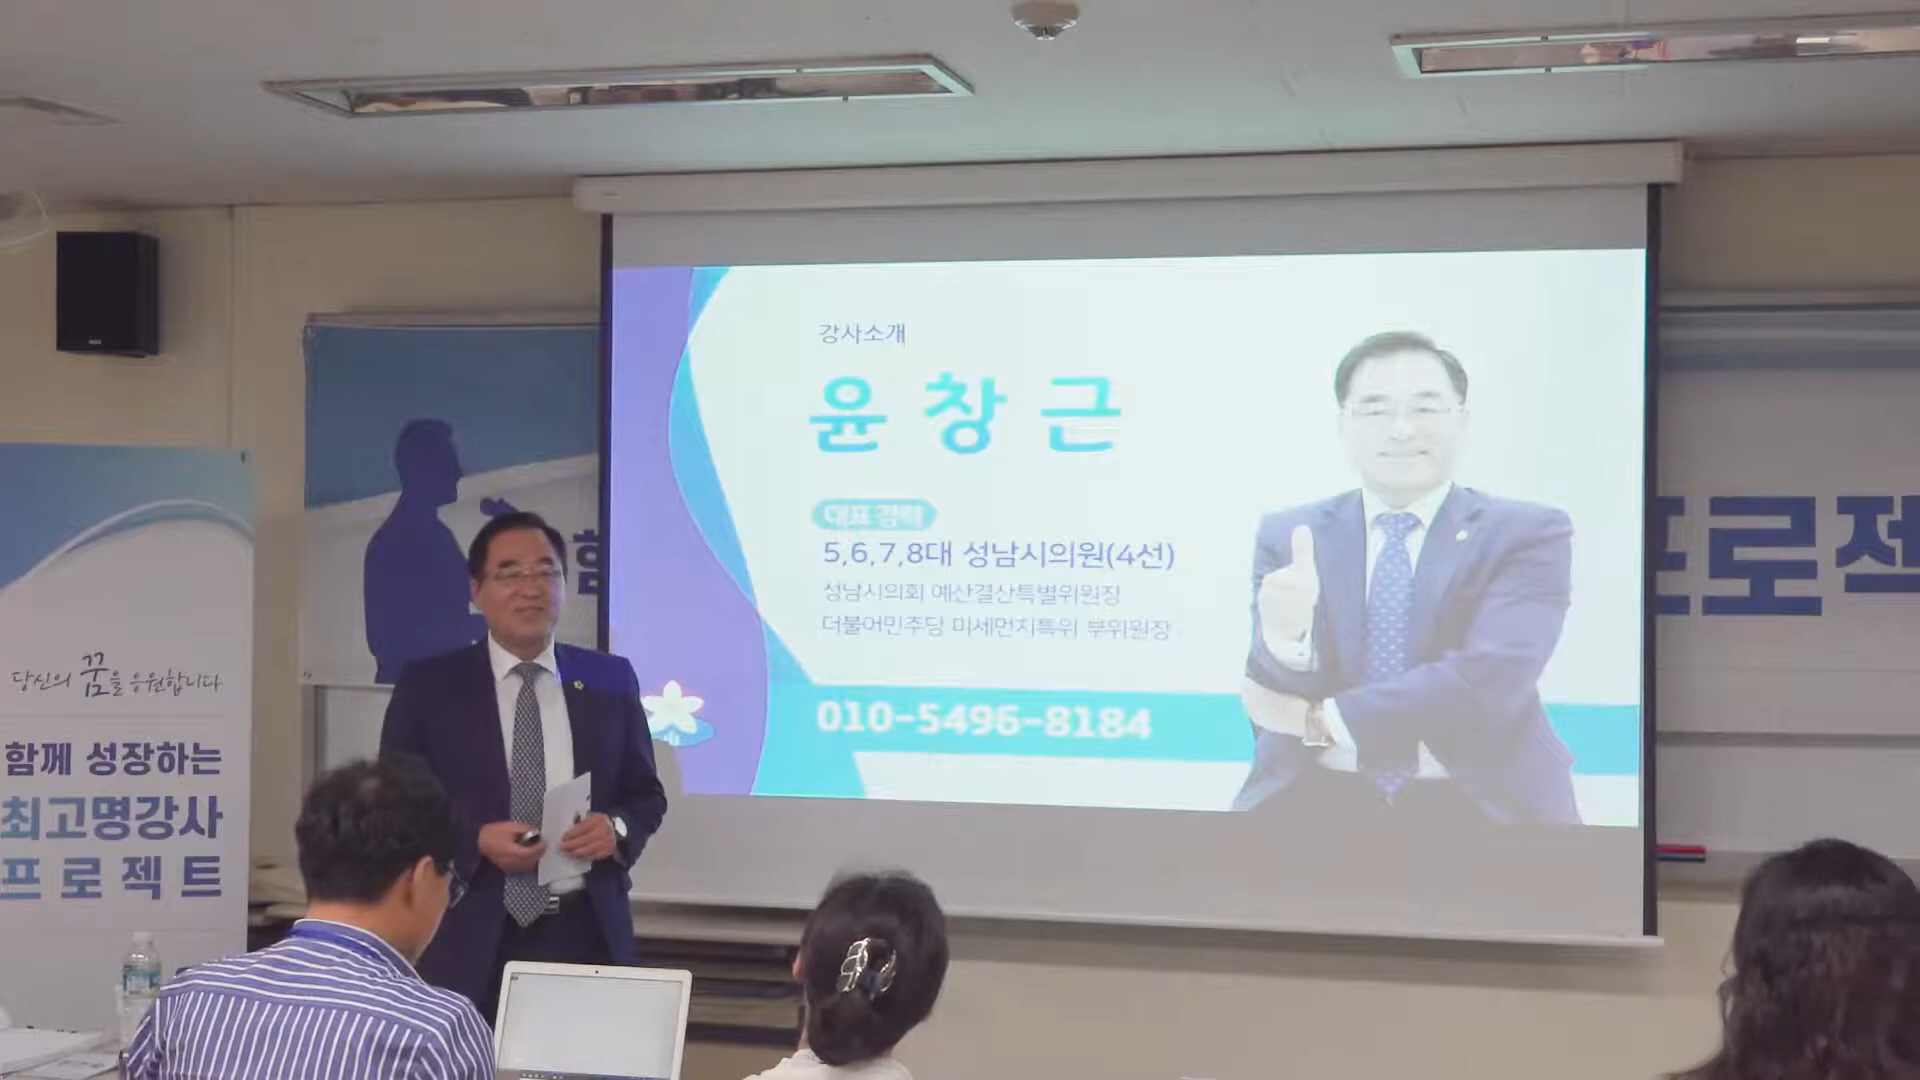 강사소개
윤창근
대표 경력
5,6,7,8대 성남시의원(4선)
성남시의회 예산결산특별위원장
더불어민주당 미세먼지특위 부위원장
010-5496-8184
당신의 꿈을 응원합니다
함께 성장하는
최고명강사
프로젝트
함
프로젝